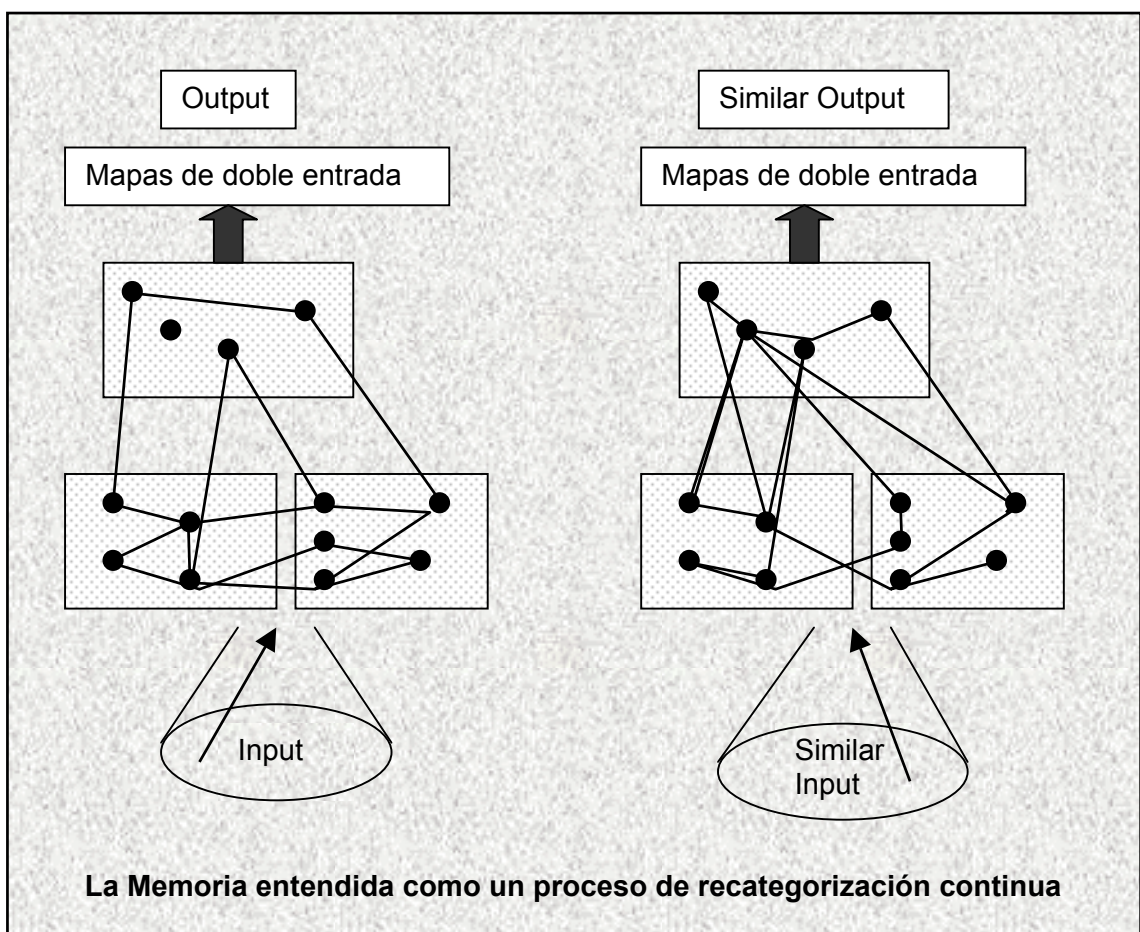 Output
Similar Output
Mapas de doble entrada
Mapas de doble entrada
Input
Similar
Input
La Memoria entendida como un proceso de recategorización continua